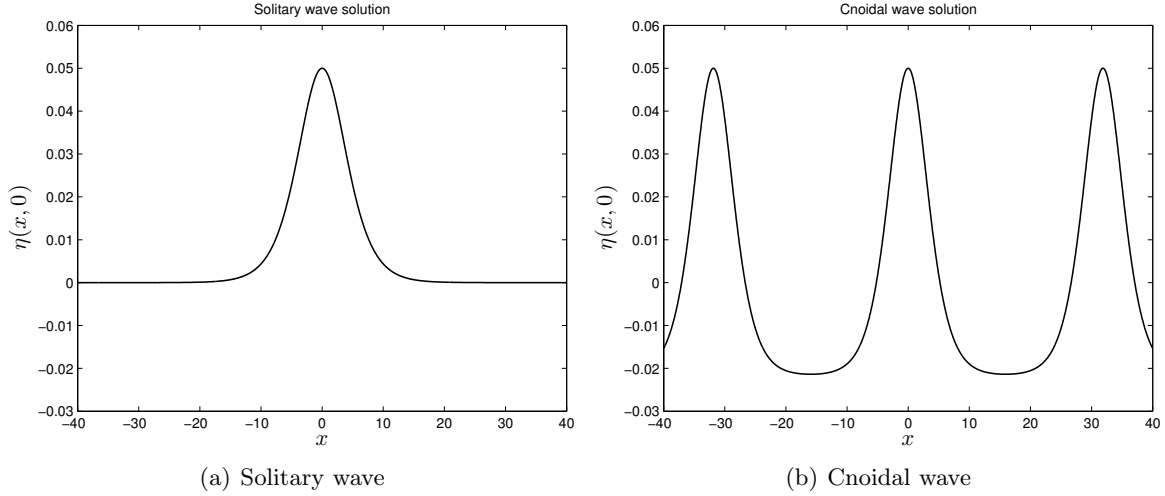 Solitary wave solution
0.06
0.05
0.04
0.03
0.02
0.01
0
−0.01
−0.02
−0.03
η(x, 0)
−40 −30 −20 −10 0 10 20 30 40
x
(a) Solitary wave
Cnoidal wave solution
0.06
0.05
0.04
0.03
0.02
0.01
0
−0.01
−0.02
−0.03
η(x, 0)
−40 −30 −20 −10 0 10 20 30 40
x
(b) Cnoidal wave